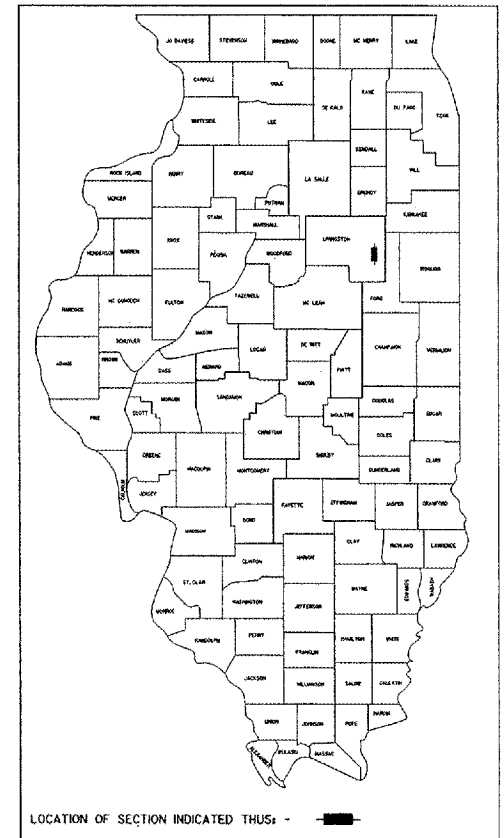 JO DAVIESS STEPHENSON WINNEBAGO BOONE MC HENRY LAKE
CARROLL OGLE DE KALB KANE DU PAGE COOK
WHITESIDE LEE KENDALL WILL
ROCK ISLAND HENRY BUREAU LA SALLE GRUNDY
MERCER PUTNAM KANKAKEE
STARK MARSHALL LIVINGSTON
HENDERSON WARREN KNOX PEORIA WOODFORD IROQUOIS
FORD
HANCOCK MC DONOUGH FULTON TAZEWELL MC LEAN
SCHUYLER MASON CHAMPAIGN VERMILION
ADAMS BROWN CASS MENARD LOGAN DE WITT PIATT
MACON
MORGAN SANGAMON DOUGLAS EDGAR
PIKE SCOTT CHRISTIAN MOULTRIE COLES
GREENE MACOUPIN MONTGOMERY SHELBY CUMBERLAND CLARK
CALHOUN JERSEY FAYETTE EFFINGHAM JASPER CRAWFORD
MADISON BOND CLAY RICHLAND LAWRENCE
CLINTON MARION
ST. CLAIR WAYNE EDWARDS WABASH
MONROE WASHINGTON JEFFERSON
RANDOLPH PERRY HAMILTON WHITE
FRANKLIN
JACKSON WILLIAMSON SALINE GALLATIN
UNION JOHNSON POPE HARDIN
ALEXANDER PULASKI MASSAC
LOCATION OF SECTION INDICATED THUS: -